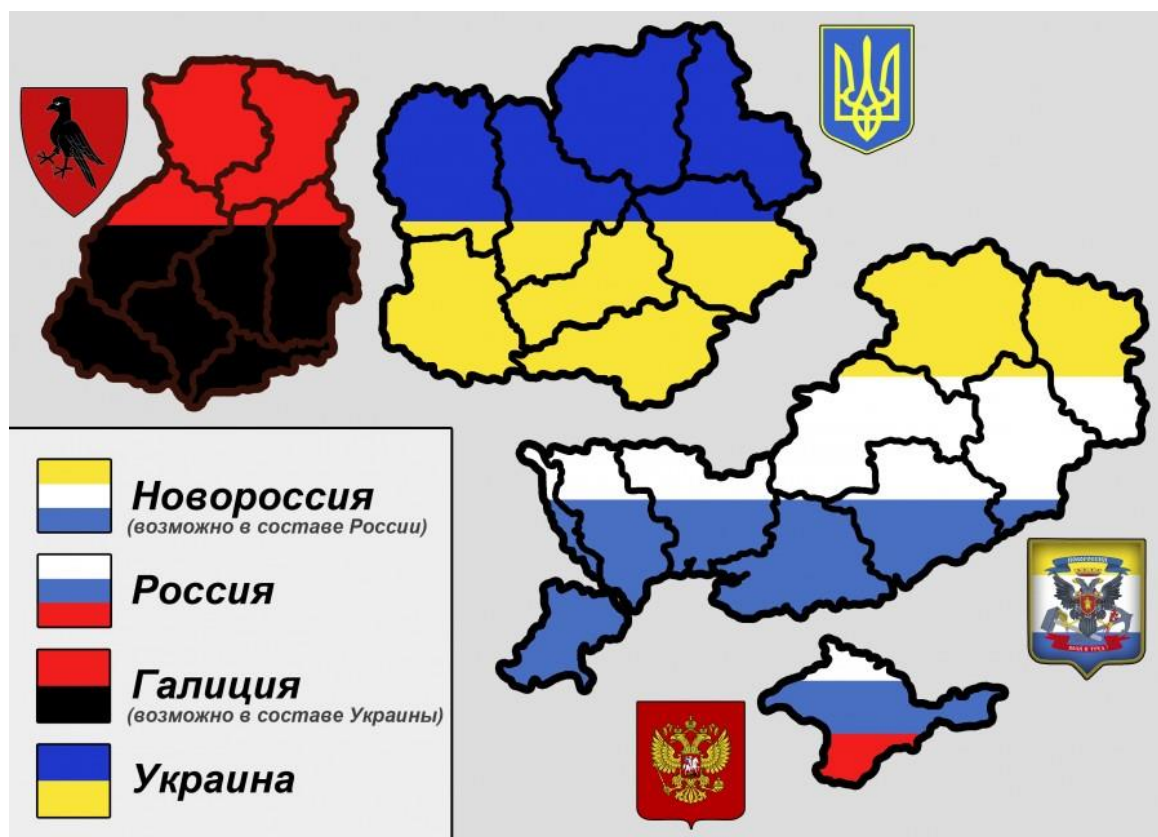 Новороссия
(возможно в составе России)
Россия
Галиция
(возможно в составе Украины)
Украина